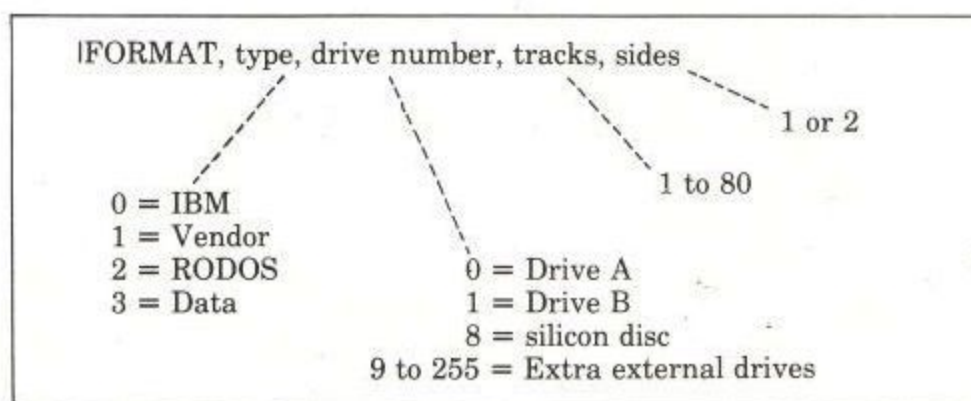 |FORMAT, type, drive number, tracks, sides
1 or 2
1 to 80
0 = IBM
1 = Vendor
2 = RODOS
3 = Data
0 = Drive A
1 = Drive B
8 = silicon disc
9 to 255 = Extra external drives